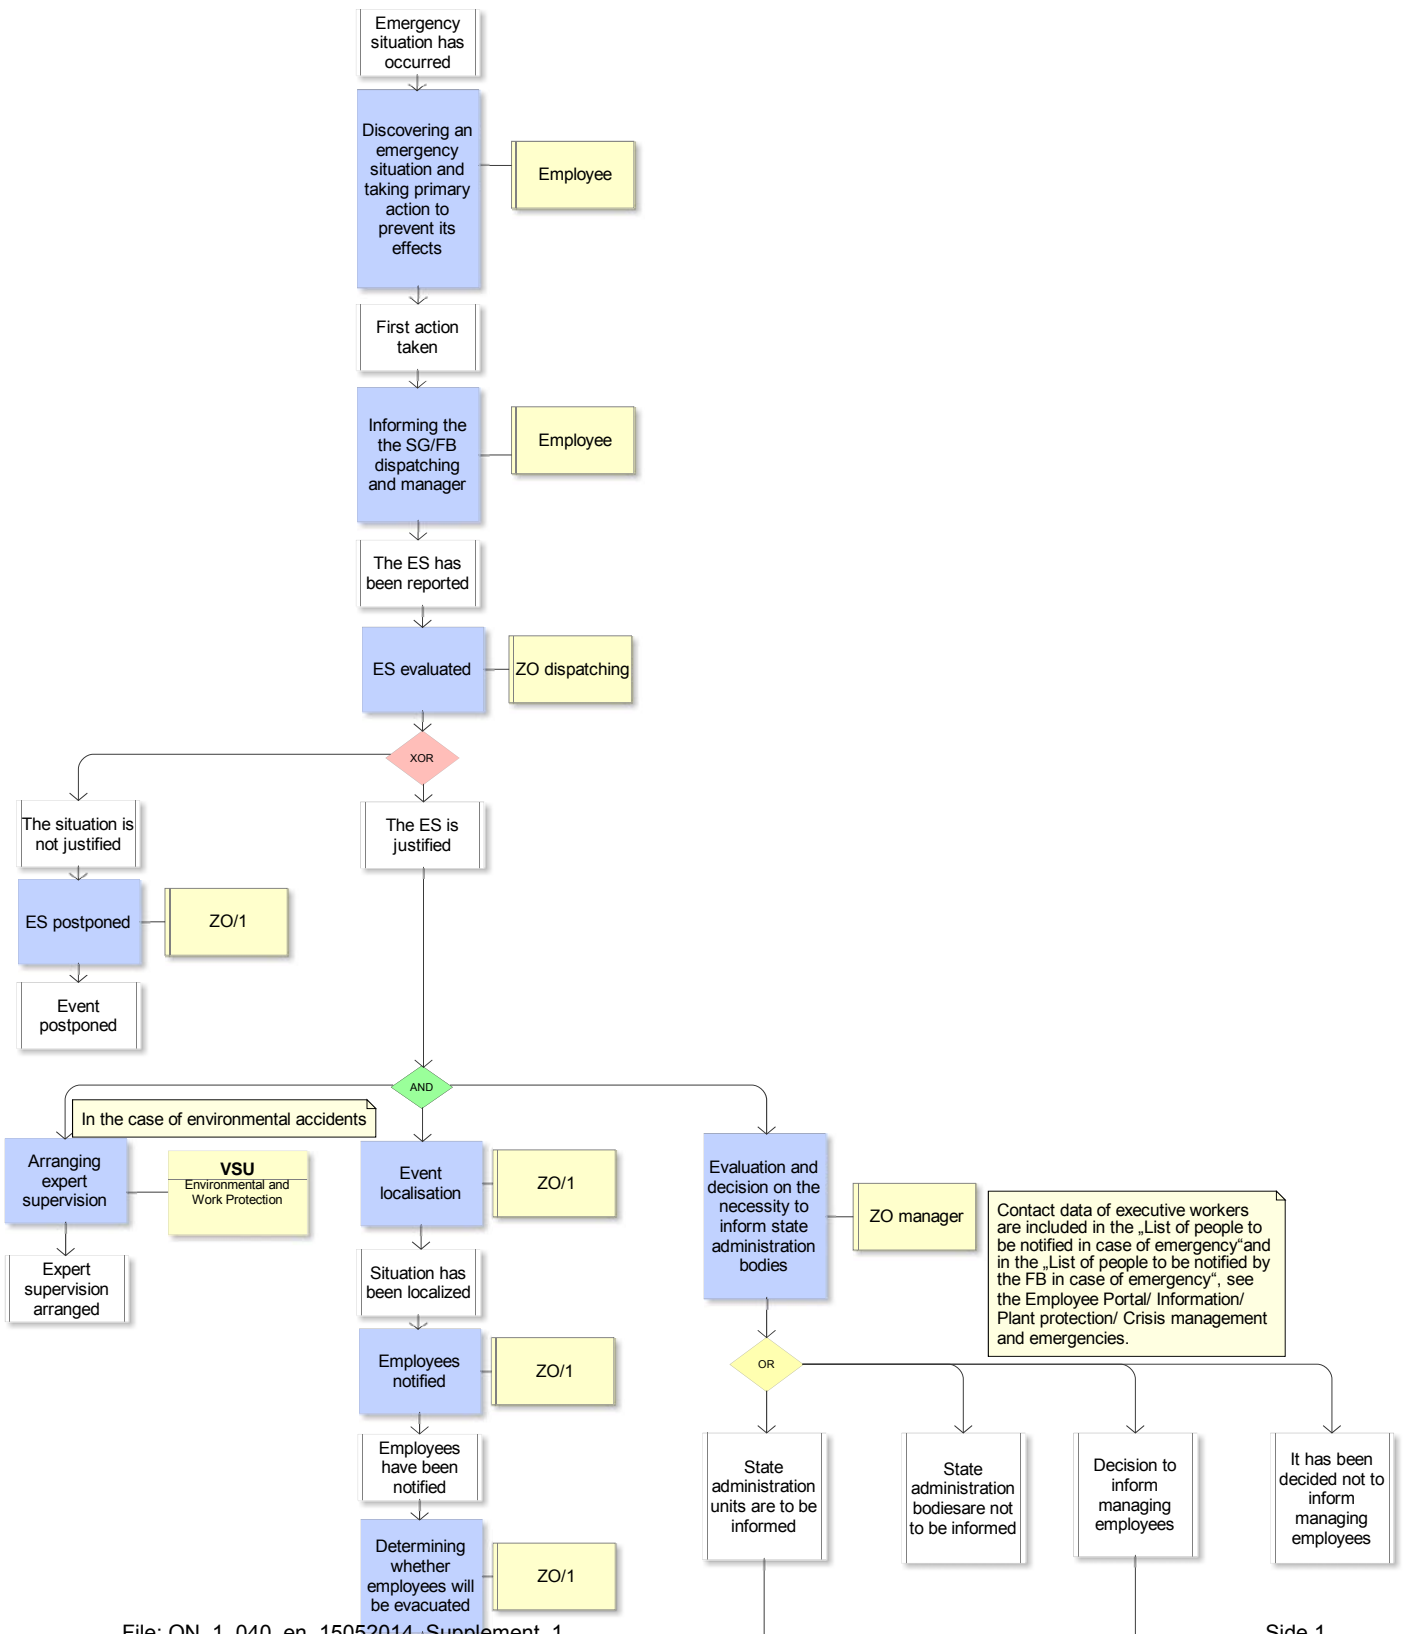 Emergency
situation has
occurred
Discovering an
emergency
situation and
taking primary
action to
prevent its
effects
Employee
First action
taken
Informing the
the SG/FB
dispatching
and manager
Employee
The ES has
been reported
ES evaluated
ZO dispatching
XOR
The situation is
not justified
The ES is
justified
ES postponed
ZO/1
Event
postponed
AND
In the case of environmental accidents
Arranging
expert
supervision
VSU
Environmental and
Work Protection
Expert
supervision
arranged
Event
localisation
ZO/1
Situation has
been localized
Employees
notified
ZO/1
Employees
have been
notified
Determining
whether
employees will
be evacuated
ZO/1
Evaluation and
decision on the
necessity to
inform state
administration
bodies
ZO manager
Contact data of executive workers
are included in the „List of people to
be notified in case of emergency“and
in the „List of people to be notified by
the FB in case of emergency“, see
the Employee Portal/ Information/
Plant protection/ Crisis management
and emergencies.
OR
State
administration
units are to be
informed
State
administration
bodiesare not
to be informed
Decision to
inform
managing
employees
It has been
decided not to
inform
managing
employees
File: ON_1_040_en_15052014_Supplement_1
Side 1